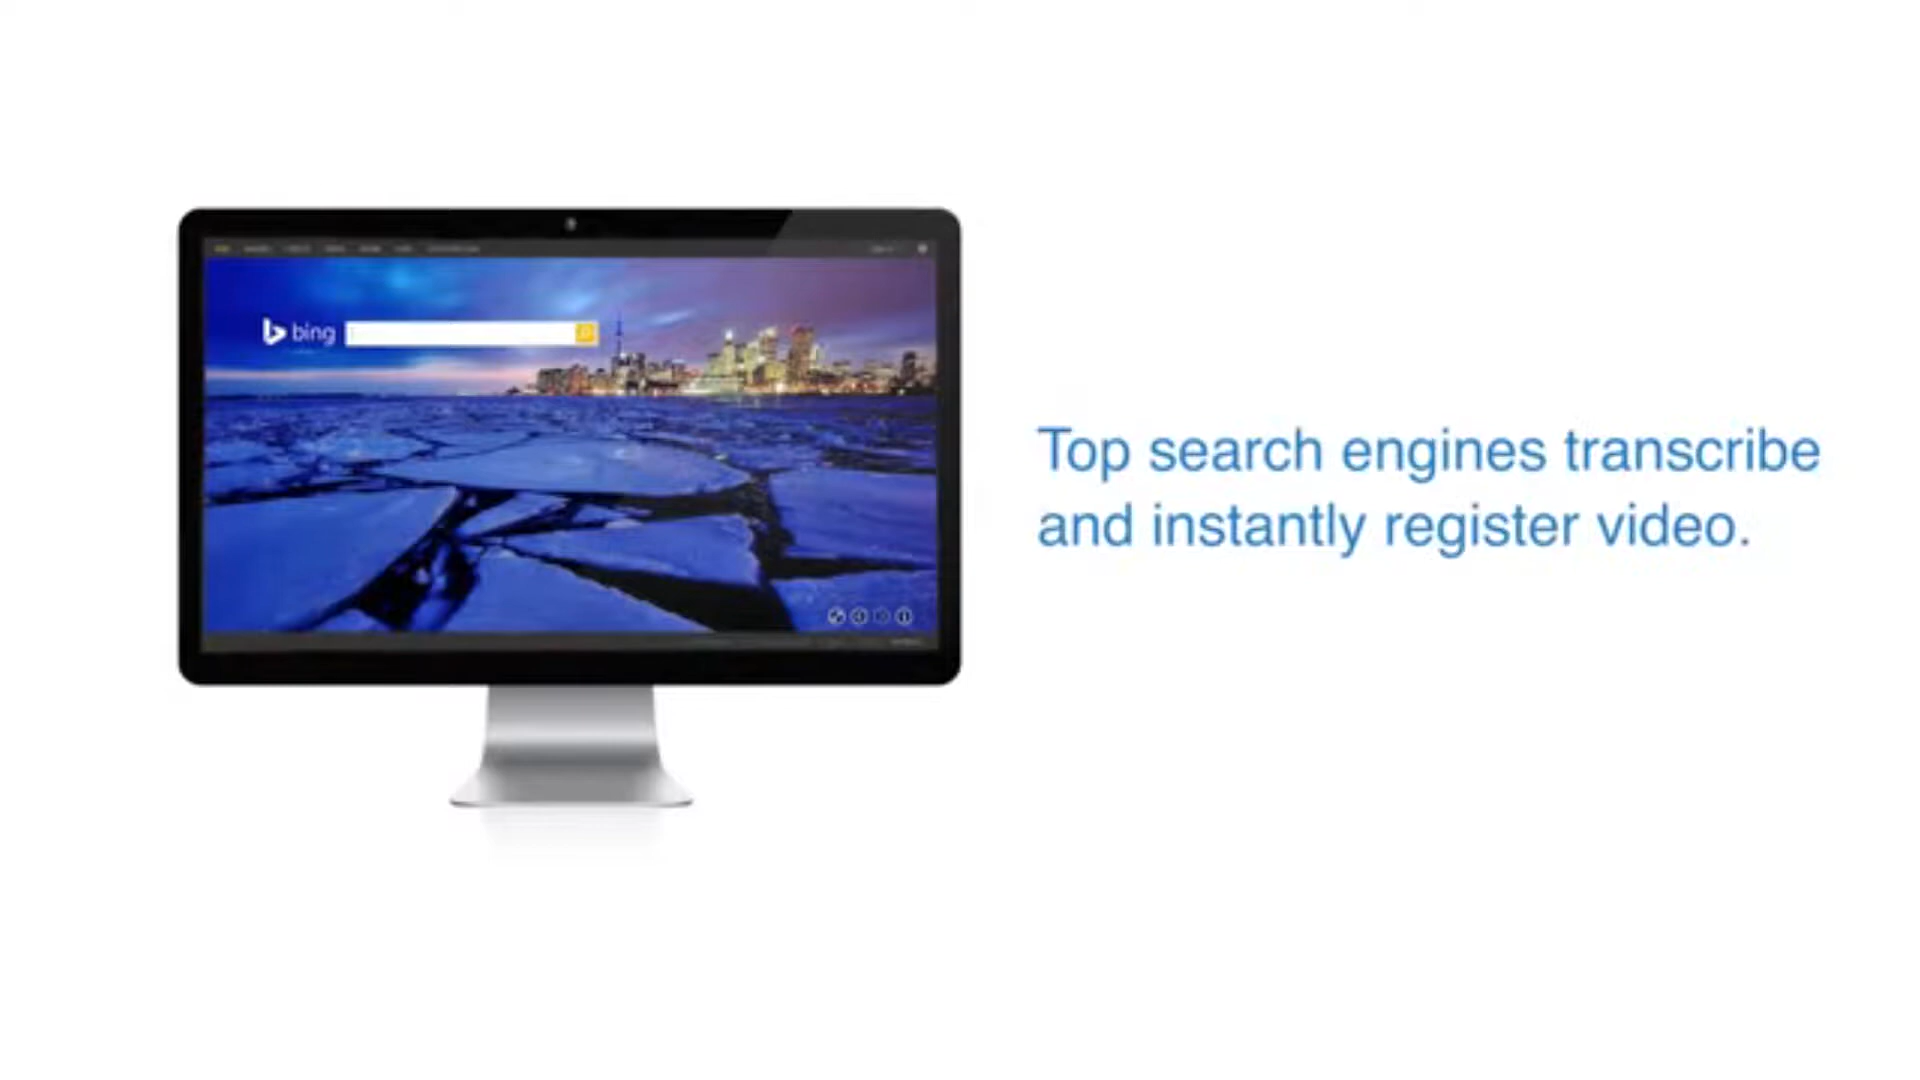 bing
Top search engines transcribe
and instantly register video.